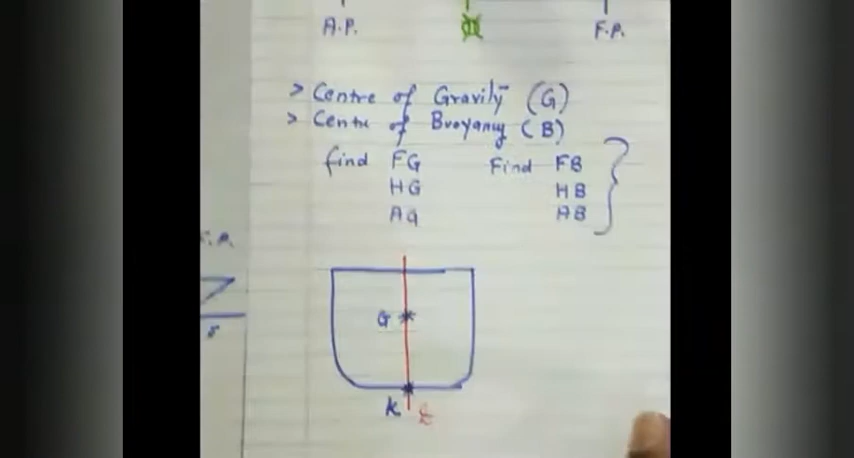 A.P. F.P.
> Centre of Gravity (G)
> Centre of Buoyancy (B)
find FG Find FB
HG HB
AG AB
G
K